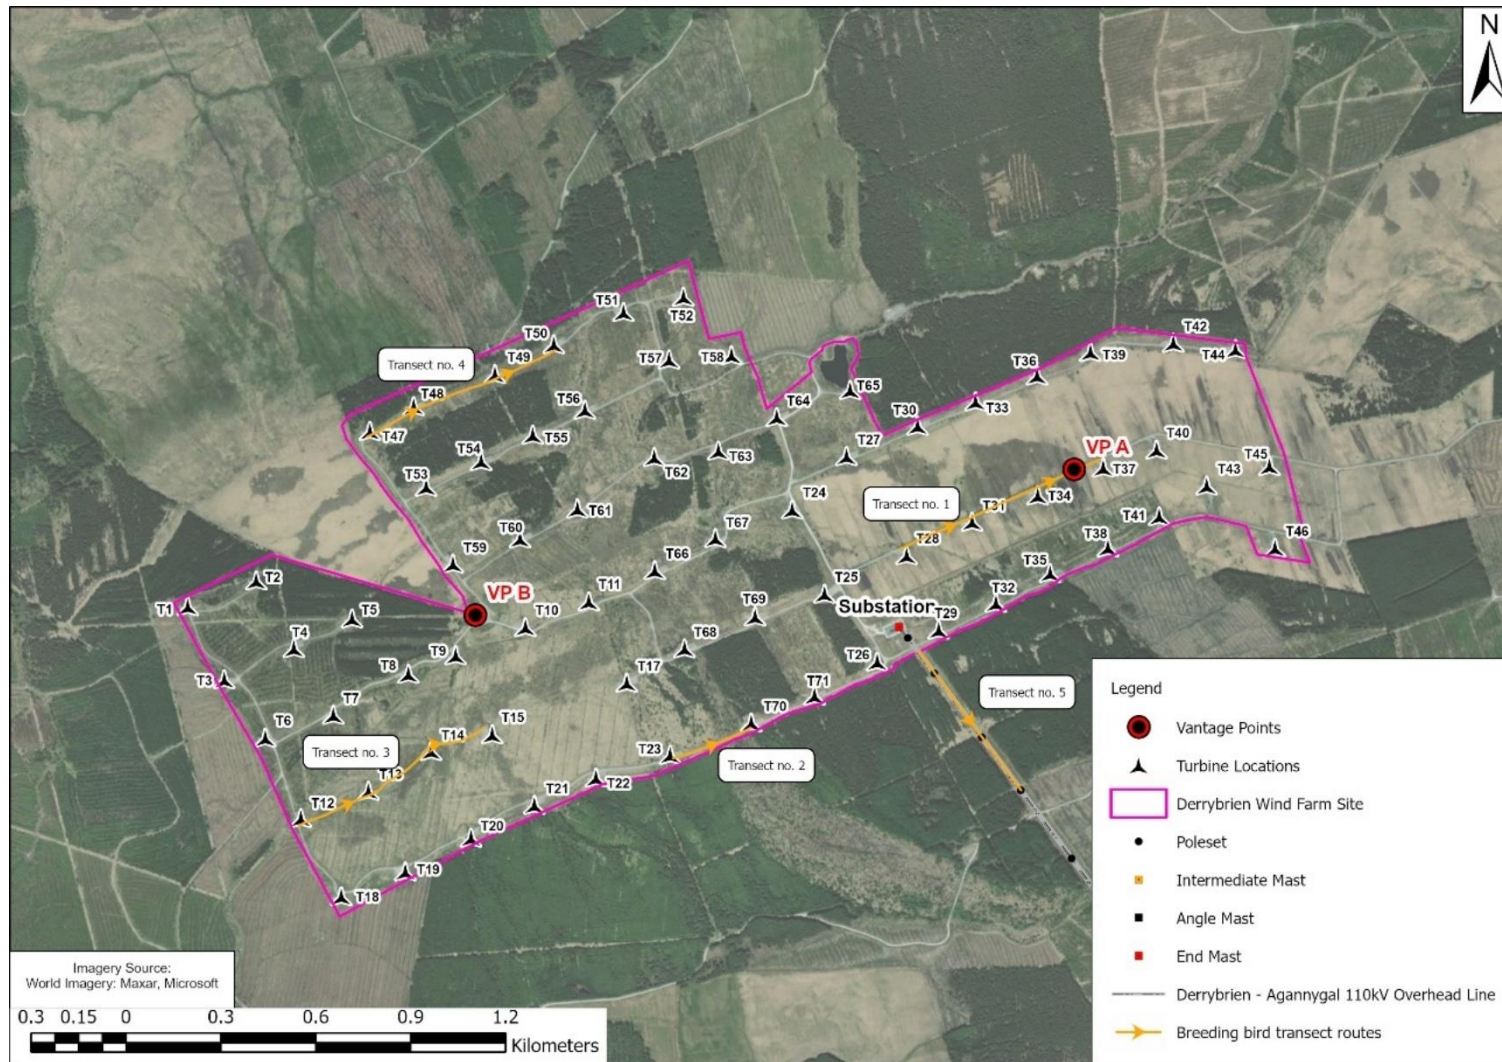 N
T51
T52
T50
T42
T49
T57
T58
T39
T44
Transect no. 4
T36
T48
T56
T65
T64
T33
T47
T30
T55
T40
T54
T63
T27
VP A
T45
T62
T37
T53
T43
T24
Transect no. 1
T34
T61
T31
T41
T60
T67
T28
T38
T46
T59
T66
T35
T2
T25
T1
VP B
T11
T32
T5
T10
T69
Substation
T4
T29
T9
T68
T26
T3
T8
T17
T71
Transect no. 5
T7
T6
T15
T70
T14
Transect no. 3
T23
Transect no. 2
T13
T22
T12
T21
T20
T19
T18
Legend
Vantage Points
Turbine Locations
Derrybrien Wind Farm Site
Poleset
Intermediate Mast
Angle Mast
End Mast
Derrybrien - Agannygal 110kV Overhead Line
Breeding bird transect routes
Imagery Source:
World Imagery: Maxar, Microsoft
0.3 0.15 0 0.3 0.6 0.9 1.2
Kilometers